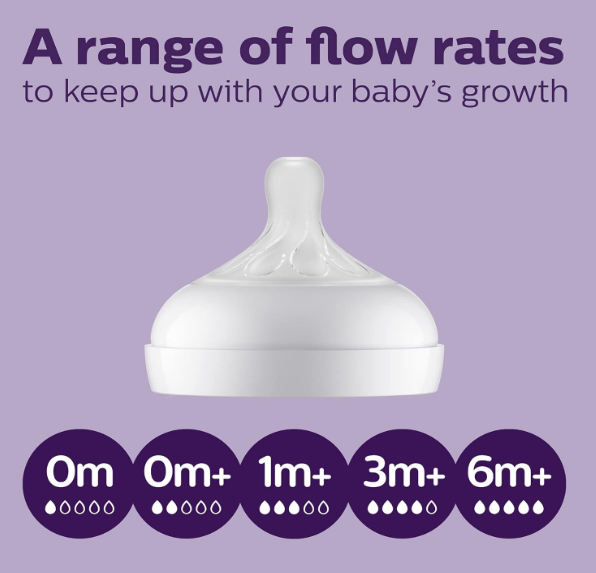 A range of flow rates
to keep up with your baby's growth
0m 0m+ 1m+ 3m+ 6m+